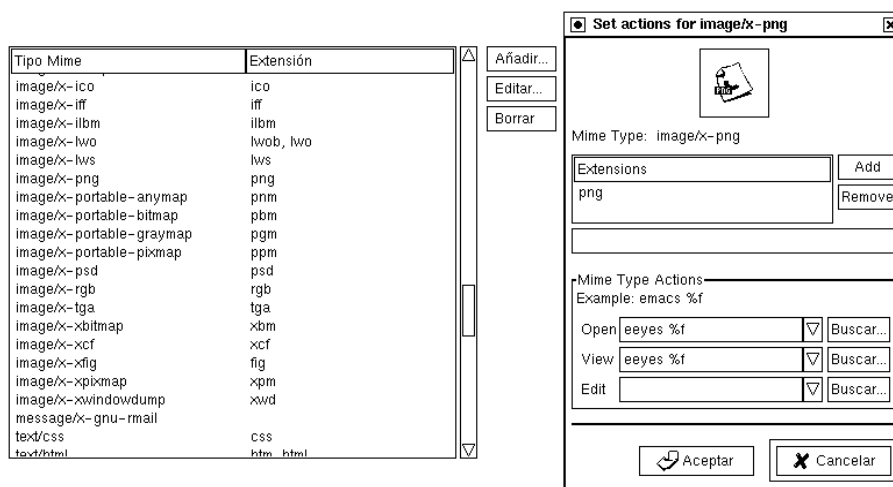 Tipo Mime Extensión
image/x-ico ico
image/x-iff iff
image/x-ilbm ilbm
image/x-lwo lwob, lwo
image/x-lws lws
image/x-png png
image/x-portable-anymap pnm
image/x-portable-bitmap pbm
image/x-portable-graymap pgm
image/x-portable-pixmap ppm
image/x-psd psd
image/x-rgb rgb
image/x-tga tga
image/x-xbitmap xbm
image/x-xcf xcf
image/x-xfig fig
image/x-xpixmap xpm
image/x-xwindowdump xwd
message/x-gnu-rmail
text/css css
text/html htm, html
Añadir...
Editar...
Borrar
Set actions for image/x-png
PNG
Mime Type: image/x-png
Extensions
png
Add
Remove
Mime Type Actions
Example: emacs %f
Open eeyes %f Buscar...
View eeyes %f Buscar...
Edit Buscar...
Aceptar Cancelar